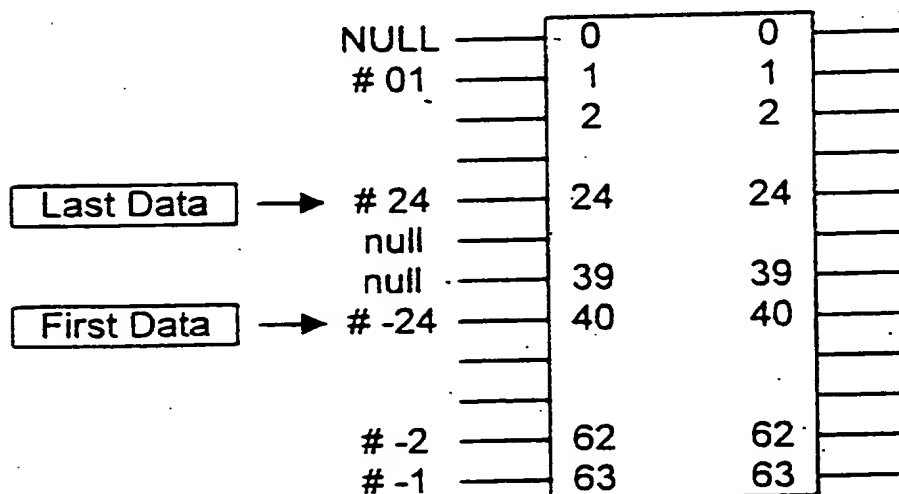 NULL 0 0
# 01 1 1
2 2
Last Data # 24 24 24
null
null 39 39
First Data # -24 40 40
# -2 62 62
# -1 63 63